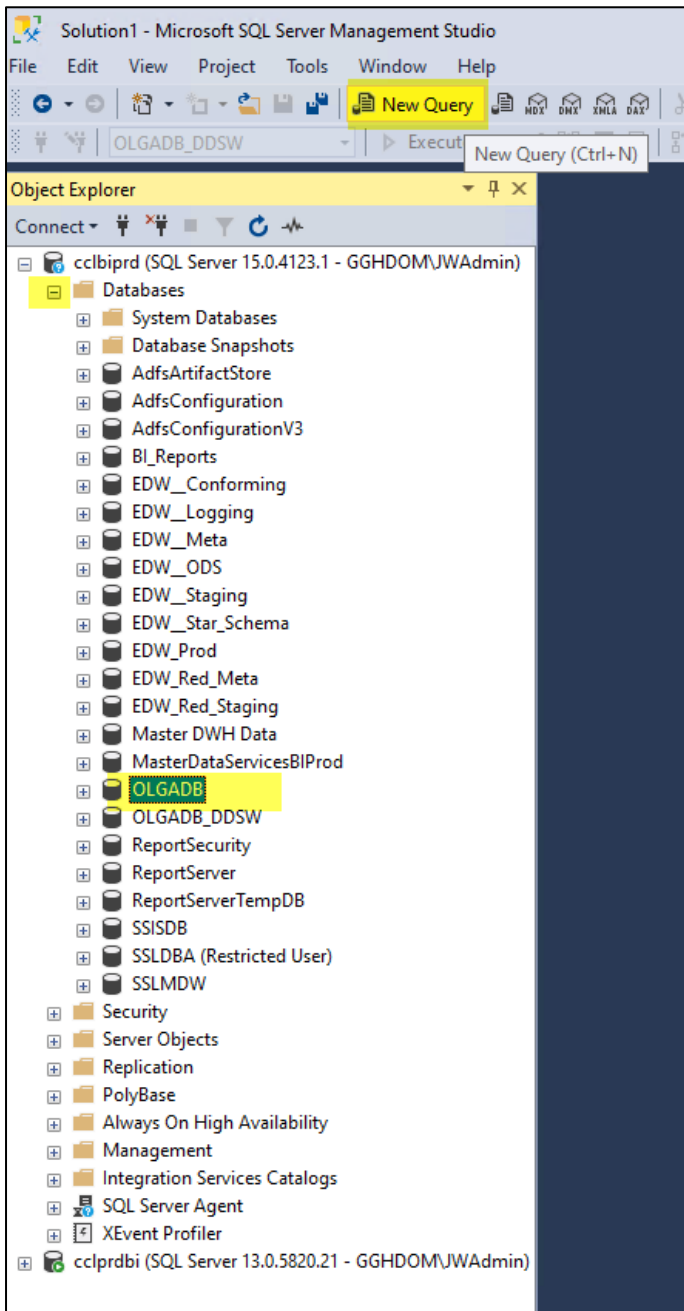 Solution1 - Microsoft SQL Server Management Studio
File Edit View Project Tools Window Help
New Query MDX DMX XMLA DAX
OLGADB_DDSW Execut
New Query (Ctrl+N)
Object Explorer
Connect
cclbiprd (SQL Server 15.0.4123.1 - GGHDOM\JWAdmin)
Databases
System Databases
Database Snapshots
AdfsArtifactStore
AdfsConfiguration
AdfsConfigurationV3
BI_Reports
EDW__Conforming
EDW__Logging
EDW__Meta
EDW__ODS
EDW__Staging
EDW__Star_Schema
EDW_Prod
EDW_Red_Meta
EDW_Red_Staging
Master DWH Data
MasterDataServicesBIProd
OLGADB
OLGADB_DDSW
ReportSecurity
ReportServer
ReportServerTempDB
SSISDB
SSLDBA (Restricted User)
SSLMDW
Security
Server Objects
Replication
PolyBase
Always On High Availability
Management
Integration Services Catalogs
SQL Server Agent
XEvent Profiler
cclprdbi (SQL Server 13.0.5820.21 - GGHDOM\JWAdmin)